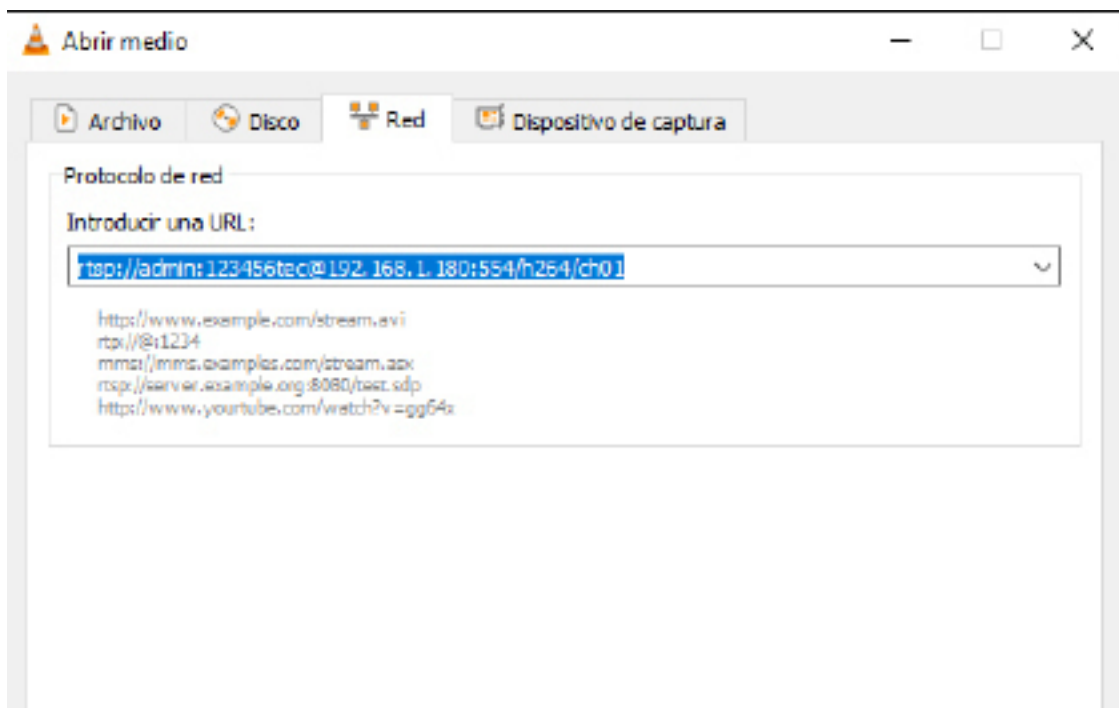 Abrir medio
Archivo Disco Red Dispositivo de captura
Protocolo de red
Introducir una URL:
rtsp://admin:123456tec@192.168.1.180:554/h264/ch01
http://www.example.com/stream.avi
rtp://@:1234
mms://mms.examples.com/stream.asx
rtsp://server.example.org:8080/test.sdp
http://www.yourtube.com/watch?v=gg64x